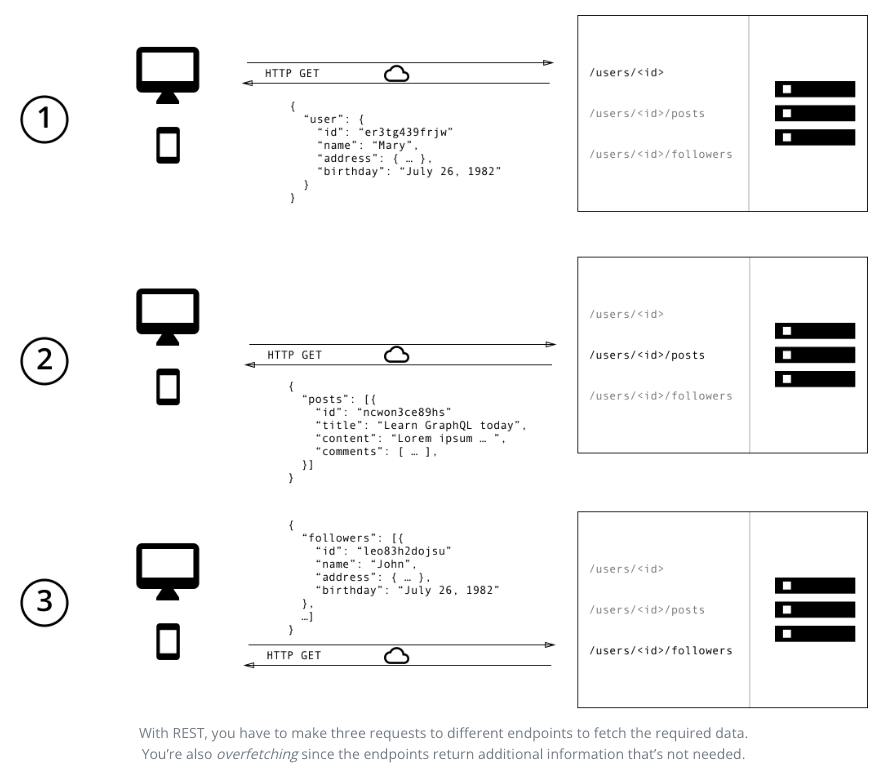 1
HTTP GET
{
"user": {
"id": “er3tg439frjw”
"name": “Mary”,
"address": { … },
"birthday": “July 26, 1982”
}
}
/users/<id>
/users/<id>/posts
/users/<id>/followers
2
HTTP GET
{
"posts": [{
"id": “ncwon3ce89hs”
"title": “Learn GraphQL today”,
"content": “Lorem ipsum … ”,
"comments": [ … ],
}]
}
/users/<id>
/users/<id>/posts
/users/<id>/followers
3
{
"followers": [{
"id": “leo83h2dojsu”
"name": “John”,
"address": { … },
"birthday": “July 26, 1982”
},
…]
}
HTTP GET
/users/<id>
/users/<id>/posts
/users/<id>/followers
With REST, you have to make three requests to different endpoints to fetch the required data.
You’re also overfetching since the endpoints return additional information that’s not needed.